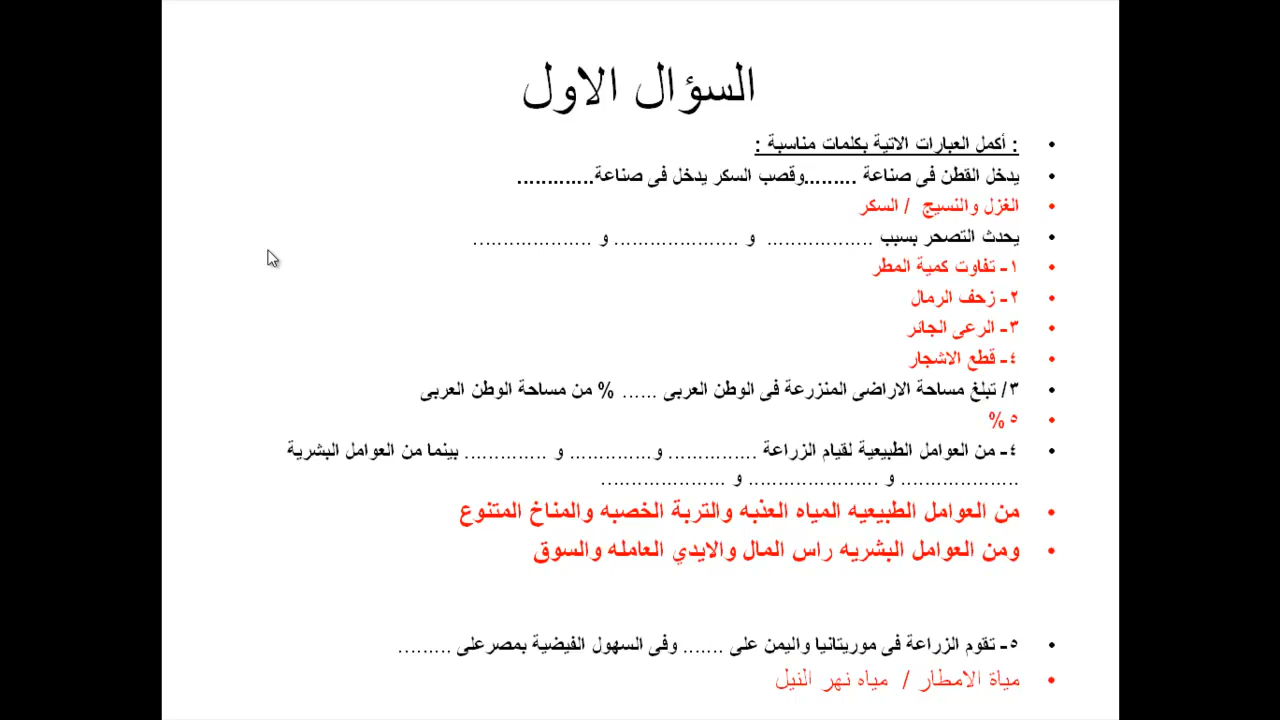 السؤال الاول
: أكمل العبارات الاتية بكلمات مناسبة :
يدخل القطن فى صناعة .........وقصب السكر يدخل فى صناعة.............
الغزل والنسيج / السكر
يحدث التصحر بسبب .................. و ..................... و ....................
١- تفاوت كمية المطر
٢- زحف الرمال
٣- الرعى الجائر
٤- قطع الاشجار
٣/ تبلغ مساحة الاراضى المنزرعة فى الوطن العربى ...... % من مساحة الوطن العربى
٥ %
٤- من العوامل الطبيعية لقيام الزراعة ............... و.............. و .............. بينما من العوامل البشرية
.................... و ...................... و .....................
من العوامل الطبيعيه المياه العذبه والتربة الخصبه والمناخ المتنوع
ومن العوامل البشريه راس المال والايدي العامله والسوق
٥- تقوم الزراعة فى موريتانيا واليمن على ....... وفى السهول الفيضية بمصرعلى .........
مياة الامطار / مياه نهر النيل